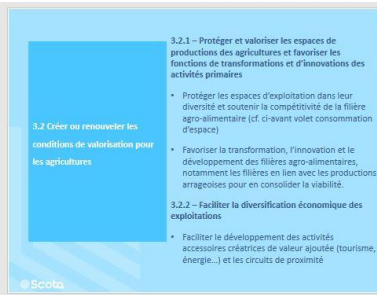 3.2 Créer ou renouveler les
conditions de valorisation pour
les agricultures
3.2.1 – Protéger et valoriser les espaces de
productions des agricultures et favoriser les
fonctions de transformations et d'innovations des
activités primaires
• Protéger les espaces d'exploitation dans leur
diversité et soutenir la compétitivité de la filière
agro-alimentaire (cf. ci-avant volet consommation
d'espace)
• Favoriser la transformation, l'innovation et le
développement des filières agro-alimentaires,
notamment les filières en lien avec les productions
arrageoises pour en consolider la viabilité.
3.2.2 – Faciliter la diversification économique des
exploitations
• Faciliter le développement des activités
accessoires créatrices de valeur ajoutée (tourisme,
énergie...) et les circuits de proximité
Scota